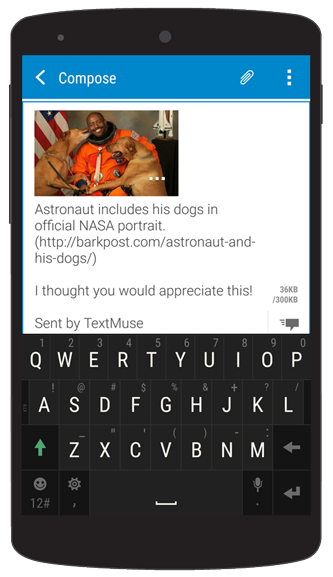 Compose
Astronaut includes his dogs in
official NASA portrait.
(http://barkpost.com/astronaut-and-
his-dogs/)
I thought you would appreciate this!
36KB
/300KB
Sent by TextMuse
1 2 3 4 5 6 7 8 9 0
Q W E R T Y U I O P
! @ # $ % & + ? /
A S D F G H J K L
_ " ' ( ) - :
Z X C V B N M
12# , .